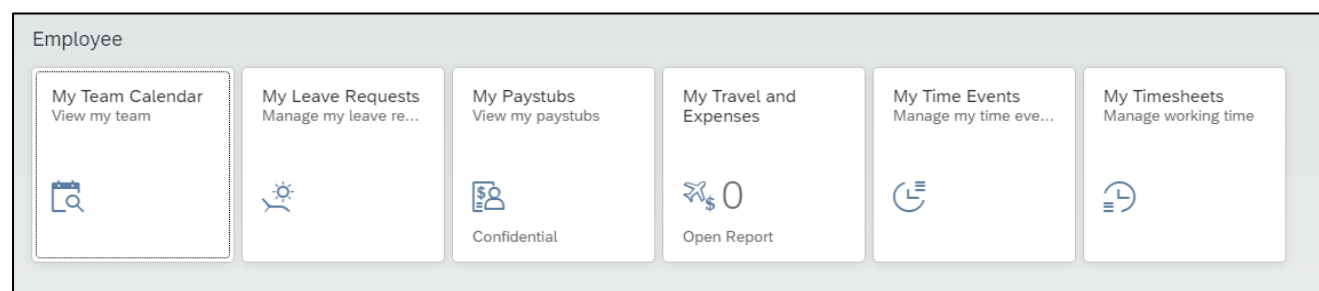 Employee
My Team Calendar
View my team
My Leave Requests
Manage my leave re...
My Paystubs
View my paystubs
Confidential
My Travel and
Expenses
0
Open Report
My Time Events
Manage my time eve...
My Timesheets
Manage working time